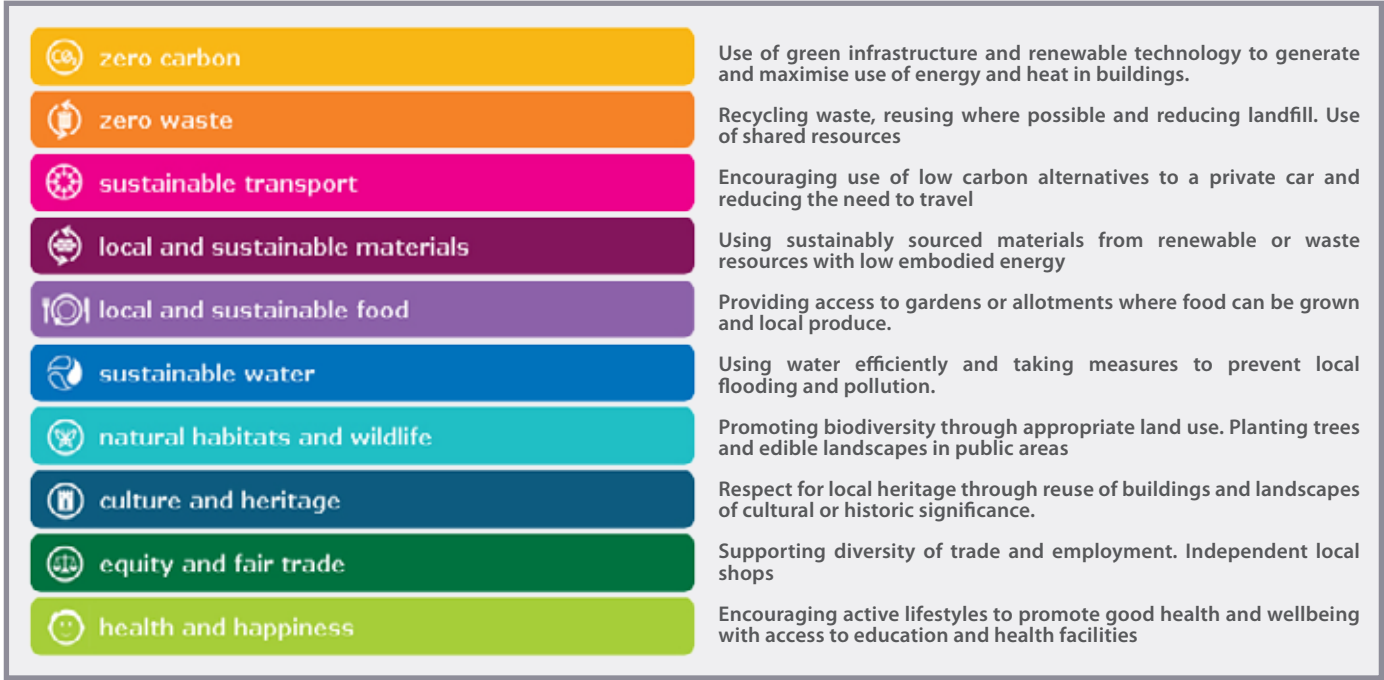 zero carbon
Use of green infrastructure and renewable technology to generate
and maximise use of energy and heat in buildings.
zero waste
Recycling waste, reusing where possible and reducing landfill. Use
of shared resources
sustainable transport
Encouraging use of low carbon alternatives to a private car and
reducing the need to travel
local and sustainable materials
Using sustainably sourced materials from renewable or waste
resources with low embodied energy
local and sustainable food
Providing access to gardens or allotments where food can be grown
and local produce.
sustainable water
Using water efficiently and taking measures to prevent local
flooding and pollution.
natural habitats and wildlife
Promoting biodiversity through appropriate land use. Planting trees
and edible landscapes in public areas
culture and heritage
Respect for local heritage through reuse of buildings and landscapes
of cultural or historic significance.
equity and fair trade
Supporting diversity of trade and employment. Independent local
shops
health and happiness
Encouraging active lifestyles to promote good health and wellbeing
with access to education and health facilities